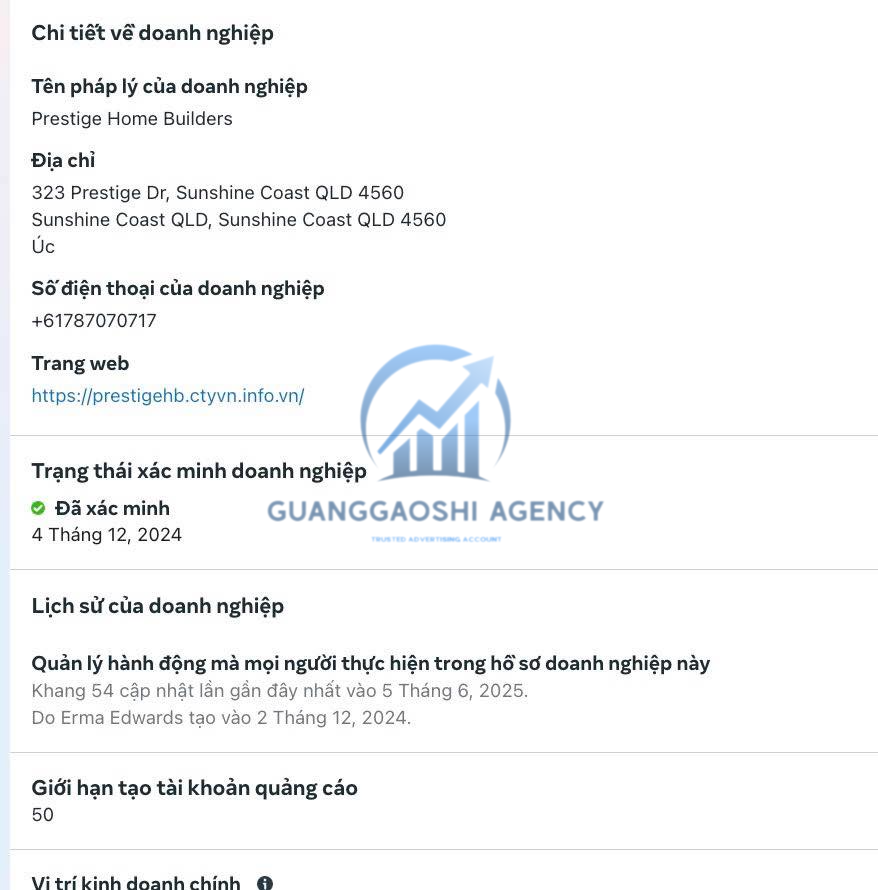 Chi tiết về doanh nghiệp
Tên pháp lý của doanh nghiệp
Prestige Home Builders
Địa chỉ
323 Prestige Dr, Sunshine Coast QLD 4560
Sunshine Coast QLD, Sunshine Coast QLD 4560
Úc
Số điện thoại của doanh nghiệp
+61787070717
Trang web
https://prestigehb.ctyvn.info.vn/
Trạng thái xác minh doanh nghiệp
Đã xác minh
4 Tháng 12, 2024
GUANGGAOSHI AGENCY
TRUSTED ADVERTISING ACCOUNT
Lịch sử của doanh nghiệp
Quản lý hành động mà mọi người thực hiện trong hồ sơ doanh nghiệp này
Khang 54 cập nhật lần gần đây nhất vào 5 Tháng 6, 2025.
Do Erma Edwards tạo vào 2 Tháng 12, 2024.
Giới hạn tạo tài khoản quảng cáo
50
Vị trí kinh doanh chính